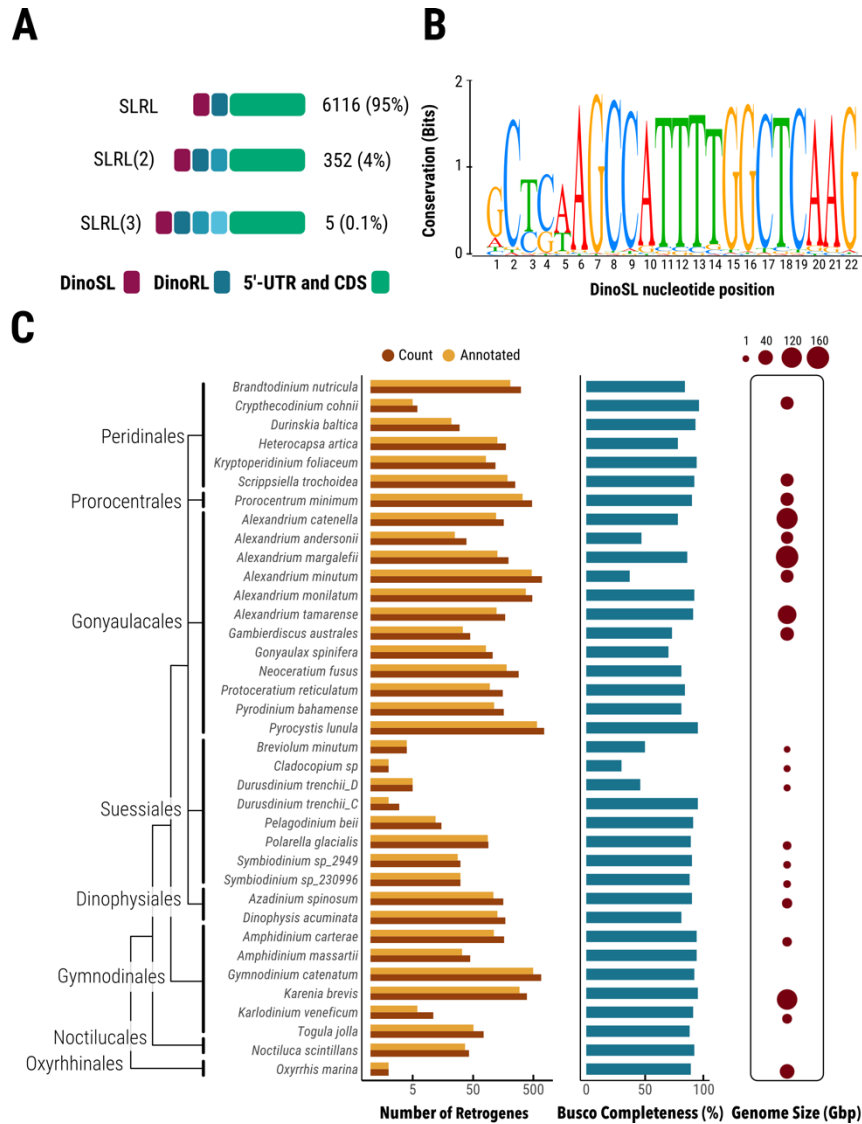 A
SLRL 6116 (95%)
SLRL(2) 352 (4%)
SLRL(3) 5 (0.1%)
DinoSL DinoRL 5'-UTR and CDS
B
Conservation (Bits)
2
1
0
1 2 3 4 5 6 7 8 9 10 11 12 13 14 15 16 17 18 19 20 21 22
DinoSL nucleotide position
C
Count Annotated
1 40 120 160
Peridinales
Prorocentrales
Gonyaulacales
Suessiales
Dinophysiales
Gymnodinales
Noctilucales
Oxyrhhinales
Brandtodinium nutricula
Crypthecodinium cohnii
Durinskia baltica
Heterocapsa artica
Kryptoperidinium foliaceum
Scrippsiella trochoidea
Prorocentrum minimum
Alexandrium catenella
Alexandrium andersonii
Alexandrium margalefii
Alexandrium minutum
Alexandrium monilatum
Alexandrium tamarense
Gambierdiscus australes
Gonyaulax spinifera
Neoceratium fusus
Protoceratium reticulatum
Pyrodinium bahamense
Pyrocystis lunula
Breviolum minutum
Cladocopium sp
Durusdinium trenchii_D
Durusdinium trenchii_C
Pelagodinium beii
Polarella glacialis
Symbiodinium sp_2949
Symbiodinium sp_230996
Azadinium spinosum
Dinophysis acuminata
Amphidinium carterae
Amphidinium massartii
Gymnodinium catenatum
Karenia brevis
Karlodinium veneficum
Togula jolla
Noctiluca scintillans
Oxyrrhis marina
5 50 500
0 50 100
Number of Retrogenes
Busco Completeness (%)
Genome Size (Gbp)